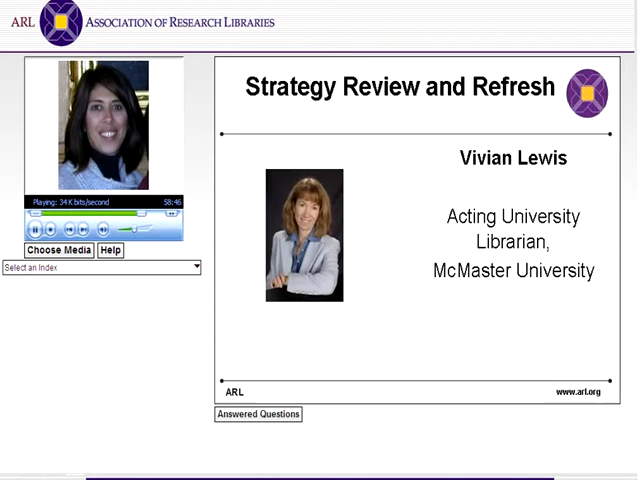 ARL ASSOCIATION OF RESEARCH LIBRARIES
Strategy Review and Refresh
Vivian Lewis
Acting University
Librarian,
McMaster University
Playing: 34 K bits/second 58:46
Choose Media Help
Select an Index
ARL www.arl.org
Answered Questions